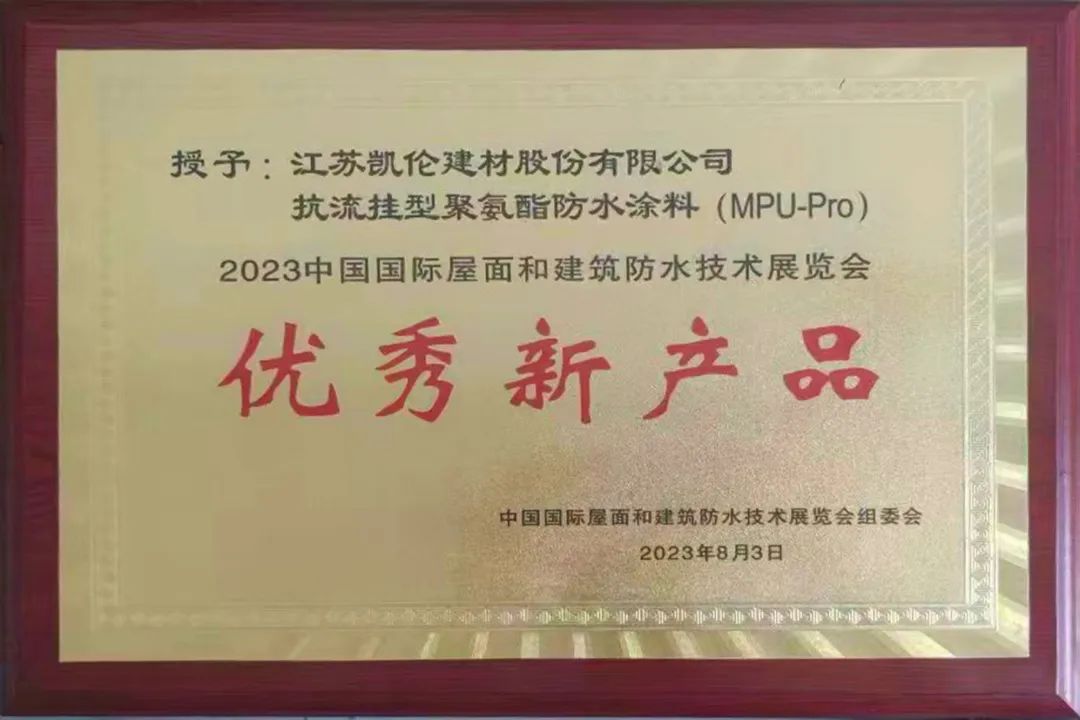 授予：江苏凯伦建材股份有限公司
抗流挂型聚氨酯防水涂料（MPU-Pro）
2023中国国际屋面和建筑防水技术展览会
优秀新产品
中国国际屋面和建筑防水技术展览会组委会
2023年8月3日